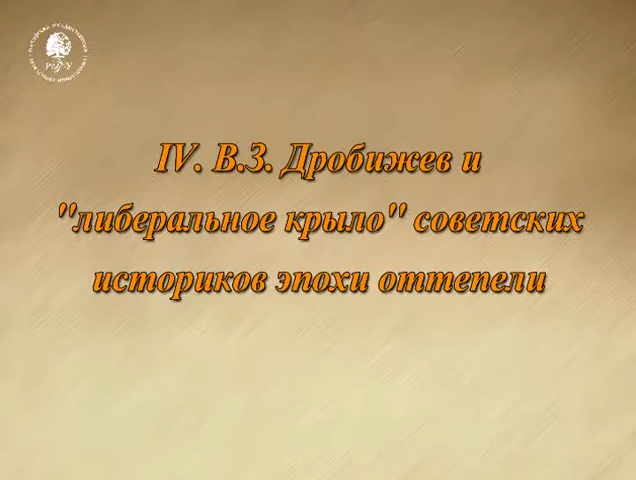 IV. В.З. Дробижев и
"либеральное крыло" советских
историков эпохи оттепели